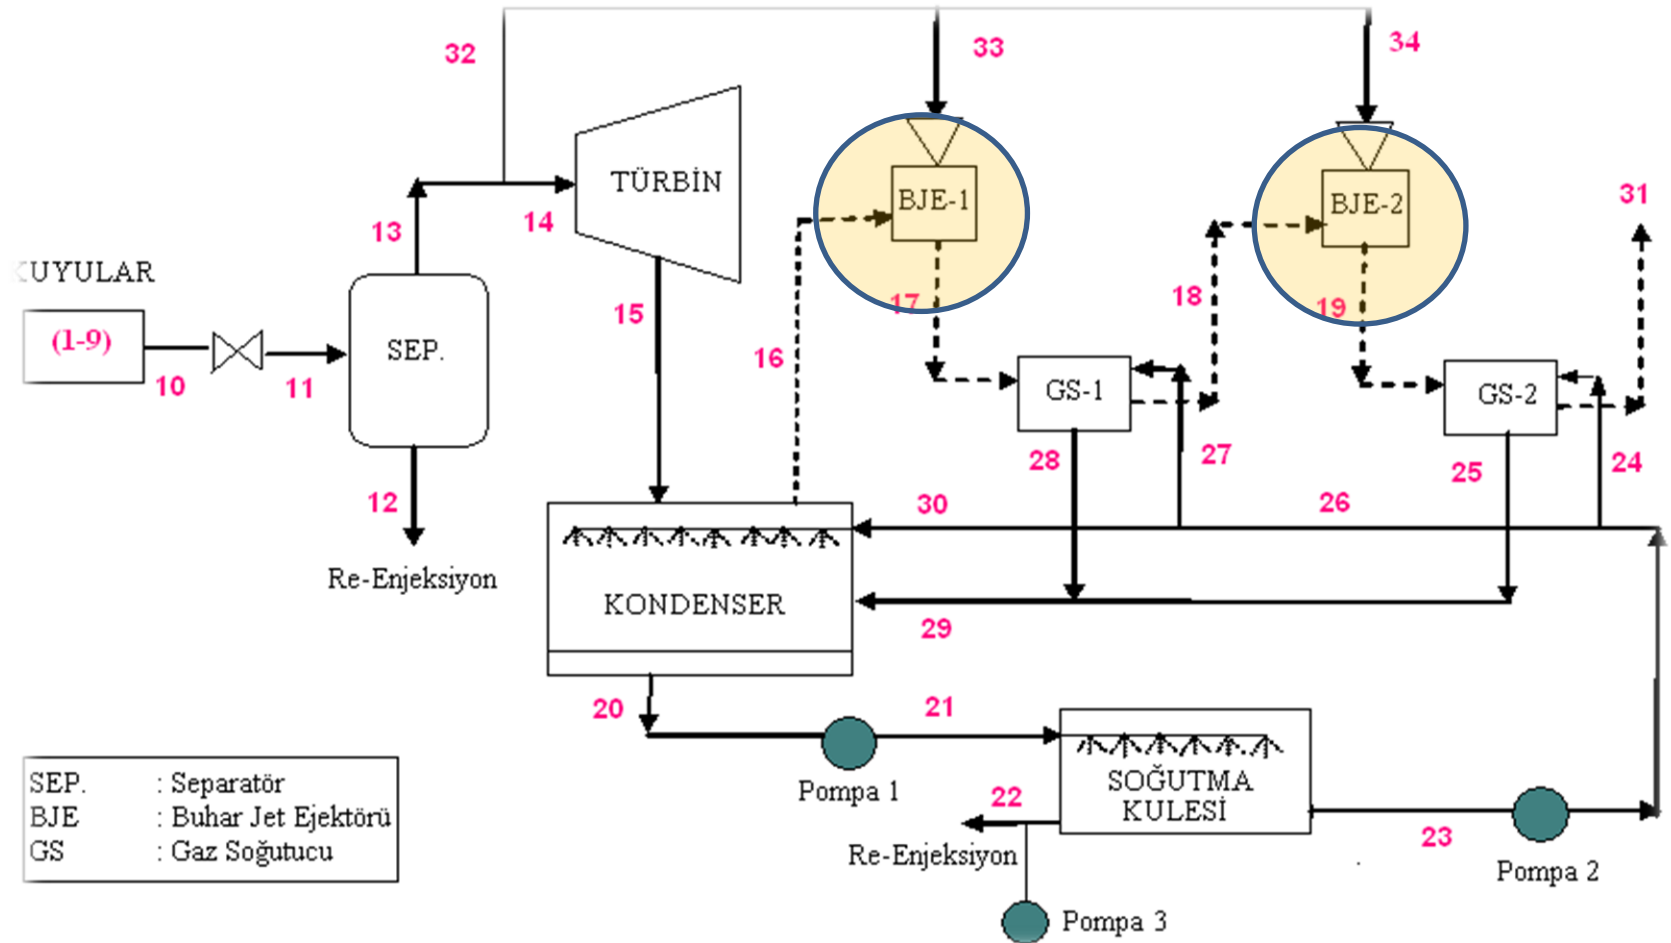 32
33
34
TÜRBİN
BJE-1
BJE-2
31
13
14
KUYULAR
15
17
18
19
(1-9)
SEP.
16
10
11
GS-1
GS-2
28
27
25
24
12
30
26
Re-Enjeksiyon
KONDENSER
29
20
21
SEP. : Separatör
BJE : Buhar Jet Ejektörü
GS : Gaz Soğutucu
Pompa 1
SOĞUTMA
KULESİ
22
23
Re-Enjeksiyon
Pompa 2
Pompa 3